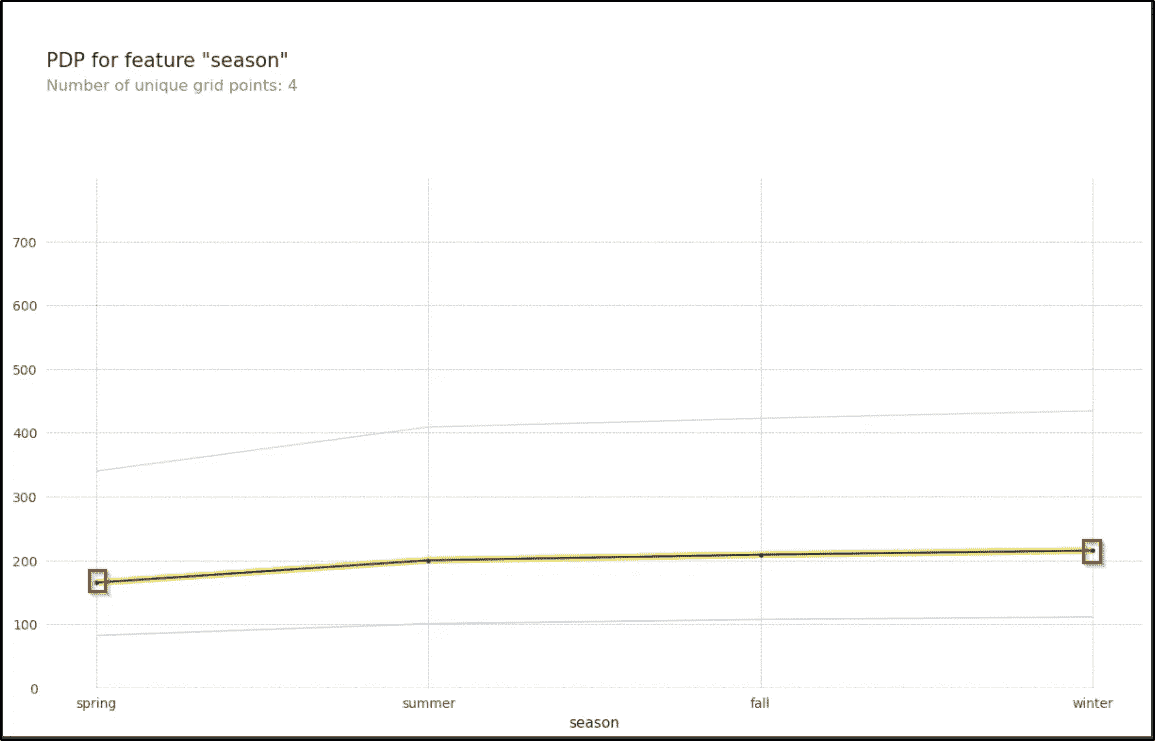 PDP for feature "season"
Number of unique grid points: 4
700
600
500
400
300
200
100
0
spring summer fall winter
season